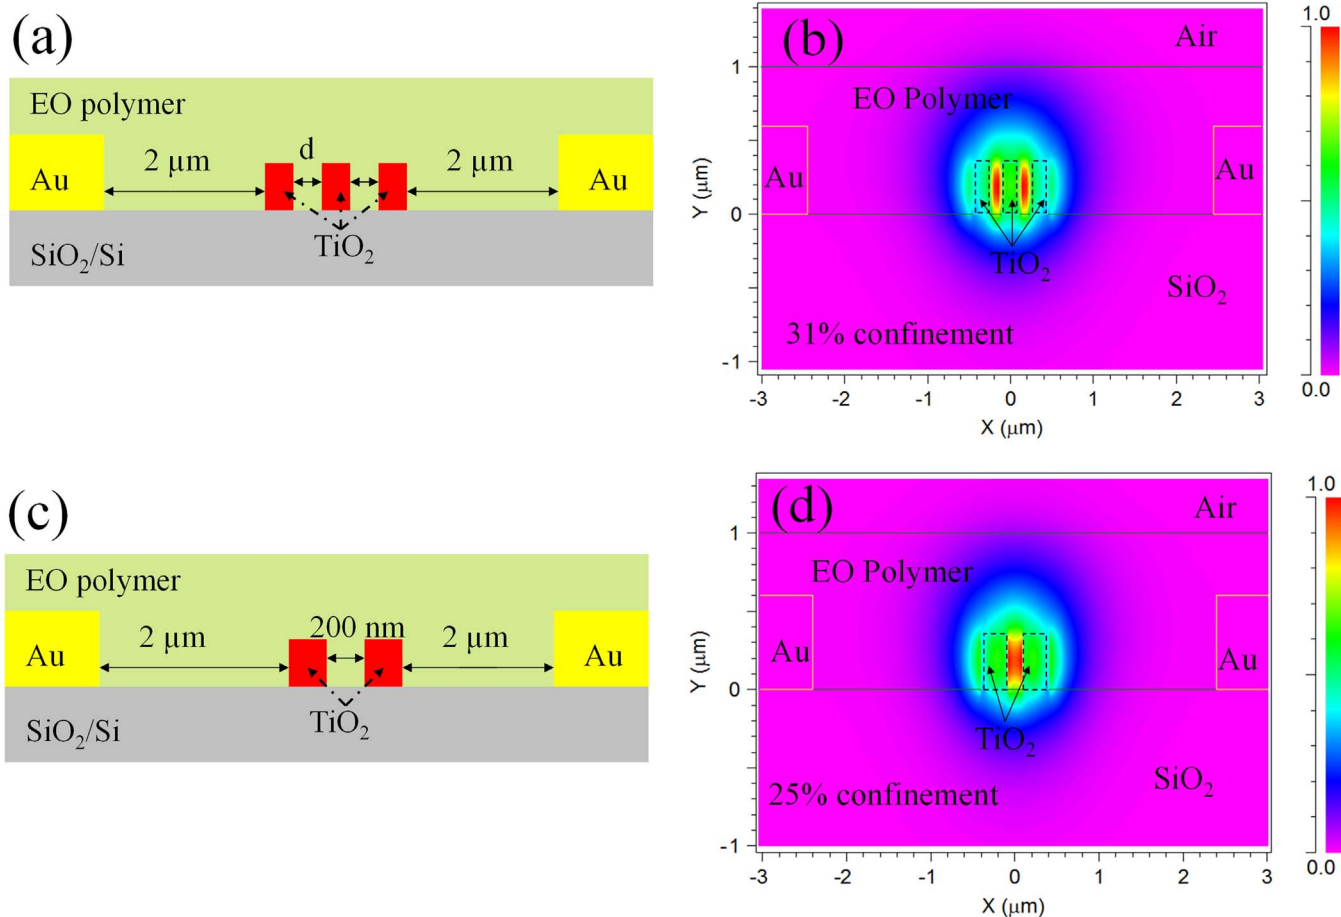 (a)
EO polymer
d
2 µm
2 µm
Au
Au
TiO₂
SiO₂/Si
(b)
1.0
Air
EO Polymer
1
Y (µm)
Au
Au
0
TiO₂
SiO₂
31% confinement
-1
0.0
-3 -2 -1 0 1 2 3
X (µm)
(c)
EO polymer
200 nm
2 µm
2 µm
Au
Au
TiO₂
SiO₂/Si
(d)
1.0
Air
1
EO Polymer
Y (µm)
Au
Au
0
TiO₂
SiO₂
25% confinement
-1
0.0
-3 -2 -1 0 1 2 3
X (µm)